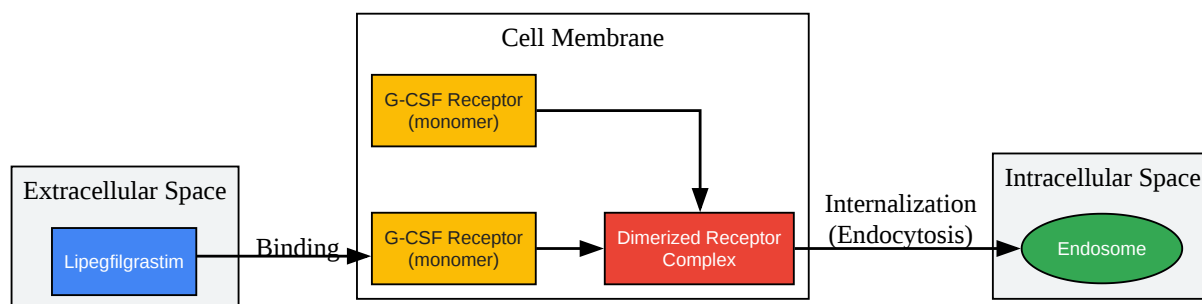 Cell Membrane
G-CSF Receptor
(monomer)
Extracellular Space
Lipegfilgrastim
Binding
G-CSF Receptor
(monomer)
Dimerized Receptor
Complex
Internalization
(Endocytosis)
Intracellular Space
Endosome